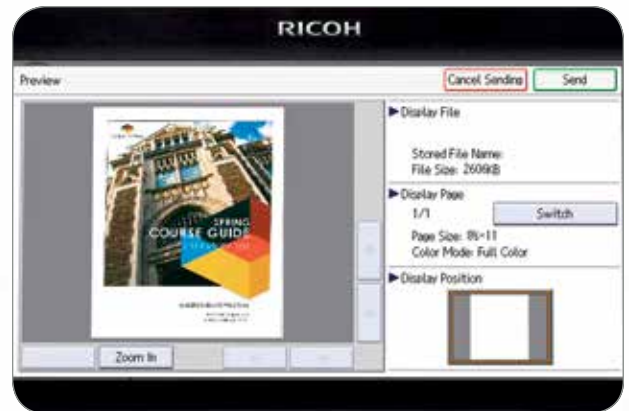 RICOH
Preview
Cancel Sending
Send
Display File
Stored File Name:
File Size: 2606KB
Display Page
1/1
Switch
Page Size: 8½×11
Color Mode: Full Color
Display Position
SPRING
COURSE GUIDE
Zoom In